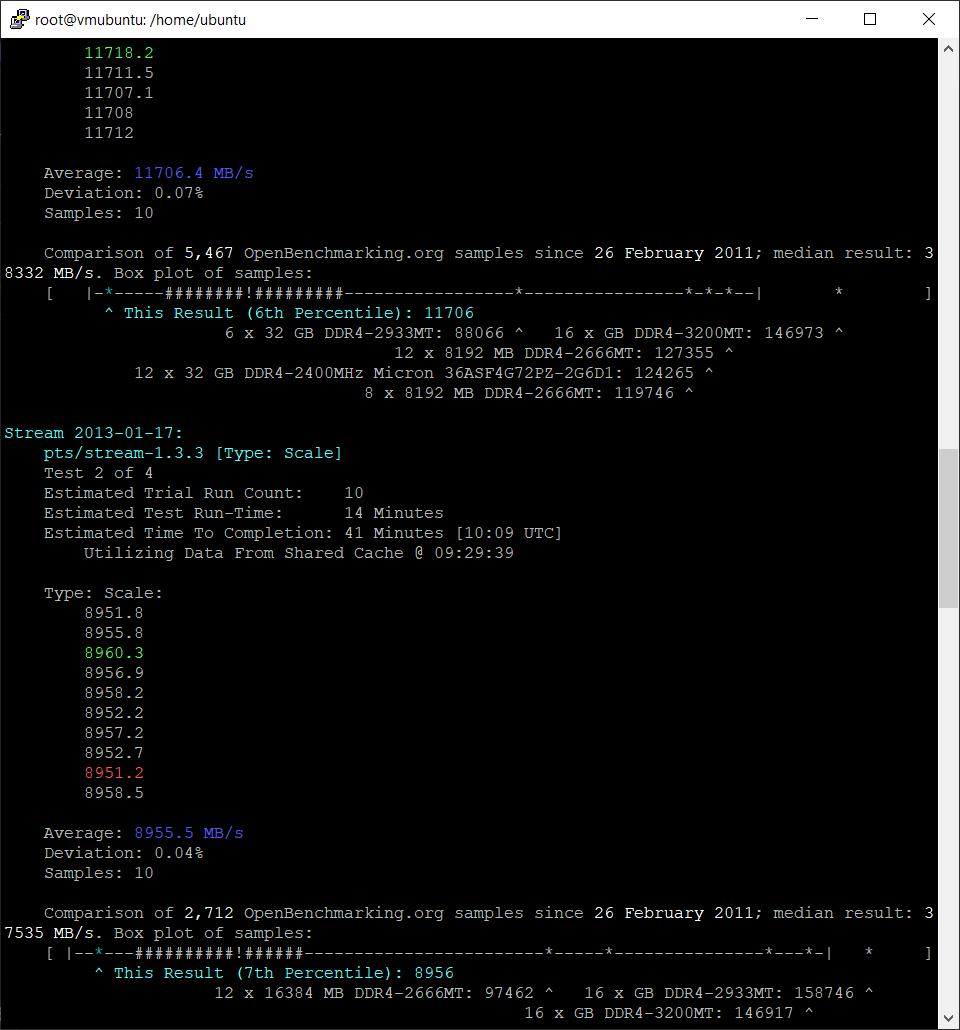 root@vmubuntu: /home/ubuntu
11718.2
11711.5
11707.1
11708
11712
Average: 11706.4 MB/s
Deviation: 0.07%
Samples: 10
Comparison of 5,467 OpenBenchmarking.org samples since 26 February 2011; median result: 3
8332 MB/s. Box plot of samples:
[   |-*-----########!#########-----------------*----------------*-*-*--|       *        ]
^ This Result (6th Percentile): 11706
6 x 32 GB DDR4-2933MT: 88066 ^   16 x GB DDR4-3200MT: 146973 ^
12 x 8192 MB DDR4-2666MT: 127355 ^
12 x 32 GB DDR4-2400MHz Micron 36ASF4G72PZ-2G6D1: 124265 ^
8 x 8192 MB DDR4-2666MT: 119746 ^
Stream 2013-01-17:
pts/stream-1.3.3 [Type: Scale]
Test 2 of 4
Estimated Trial Run Count:    10
Estimated Test Run-Time:      14 Minutes
Estimated Time To Completion: 41 Minutes [10:09 UTC]
Utilizing Data From Shared Cache @ 09:29:39
Type: Scale:
8951.8
8955.8
8960.3
8956.9
8958.2
8952.2
8957.2
8952.7
8951.2
8958.5
Average: 8955.5 MB/s
Deviation: 0.04%
Samples: 10
Comparison of 2,712 OpenBenchmarking.org samples since 26 February 2011; median result: 3
7535 MB/s. Box plot of samples:
[ |--*---##########!######------------------------*-----*---------------*---*-|   *     ]
^ This Result (7th Percentile): 8956
12 x 16384 MB DDR4-2666MT: 97462 ^   16 x GB DDR4-2933MT: 158746 ^
16 x GB DDR4-3200MT: 146917 ^